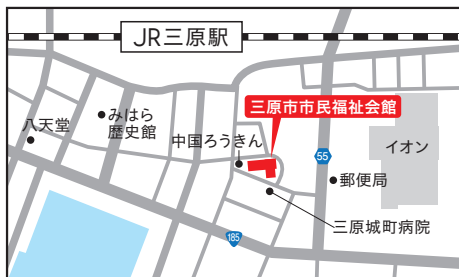 JR三原駅
三原市市民福祉会館
みはら
歴史館
八天堂
中国ろうきん
55
イオン
郵便局
三原城町病院
185